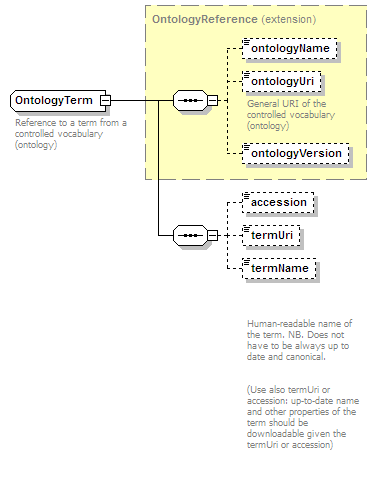 OntologyReference (extension)
ontologyName
ontologyUri
General URI of the
controlled vocabulary
(ontology)
ontologyVersion
OntologyTerm
Reference to a term from a
controlled vocabulary
(ontology)
accession
termUri
termName
Human-readable name of
the term. NB. Does not
have to be always up to
date and canonical.
(Use also termUri or
accession: up-to-date name
and other properties of the
term should be
downloadable given the
termUri or accession)